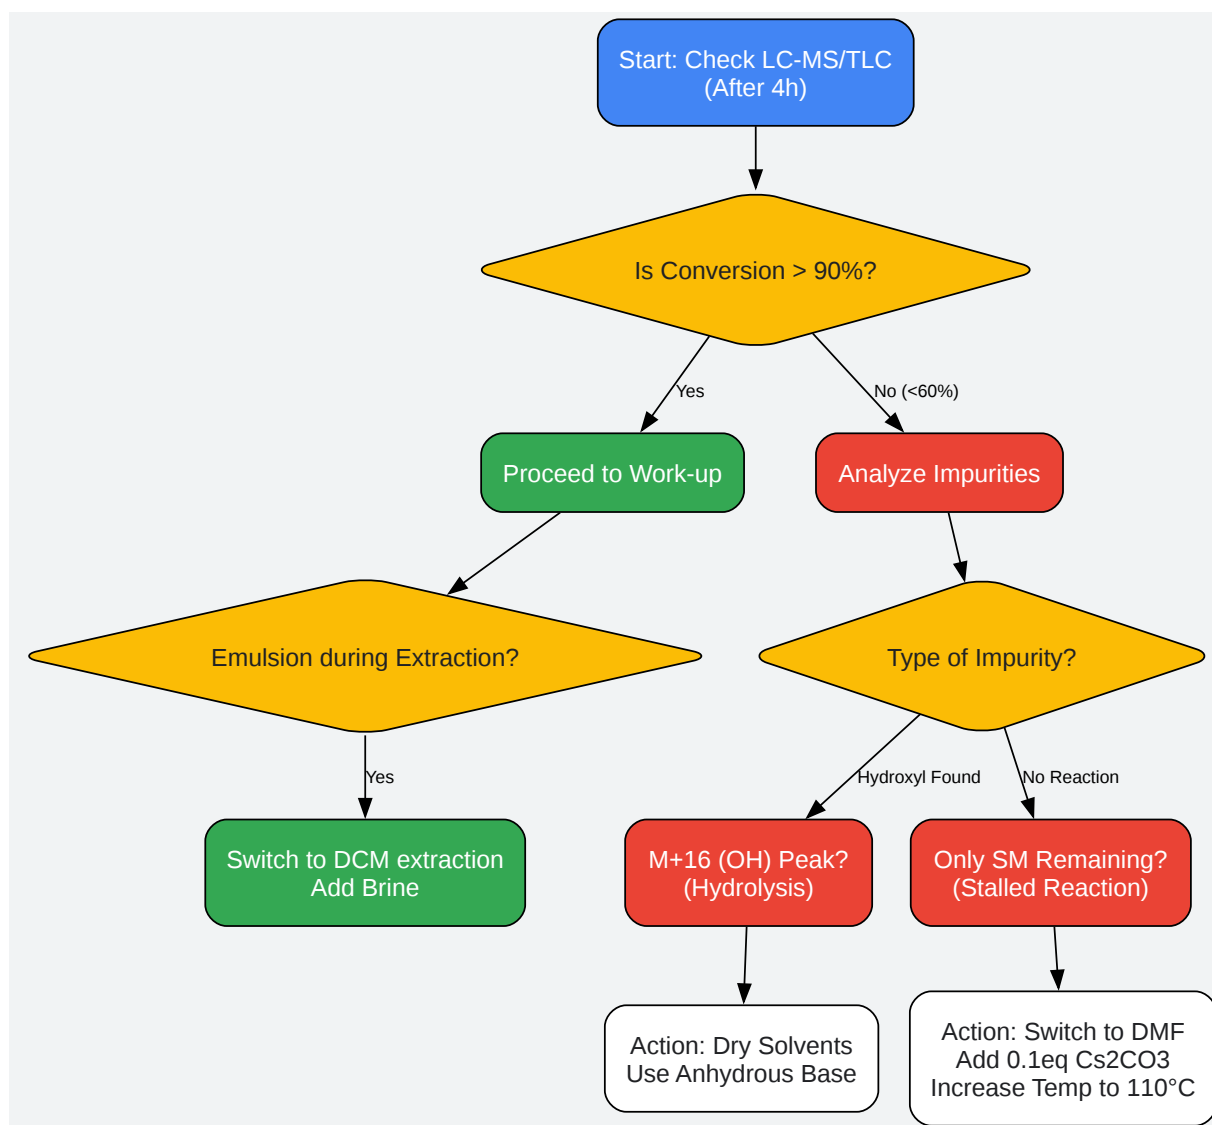 Start: Check LC-MS/TLC
(After 4h)
Is Conversion > 90%?
Yes
No (<60%)
Proceed to Work-up
Analyze Impurities
Emulsion during Extraction?
Type of Impurity?
Yes
Hydroxyl Found
No Reaction
Switch to DCM extraction
Add Brine
M+16 (OH) Peak?
(Hydrolysis)
Only SM Remaining?
(Stalled Reaction)
Action: Dry Solvents
Use Anhydrous Base
Action: Switch to DMF
Add 0.1eq Cs2CO3
Increase Temp to 110°C